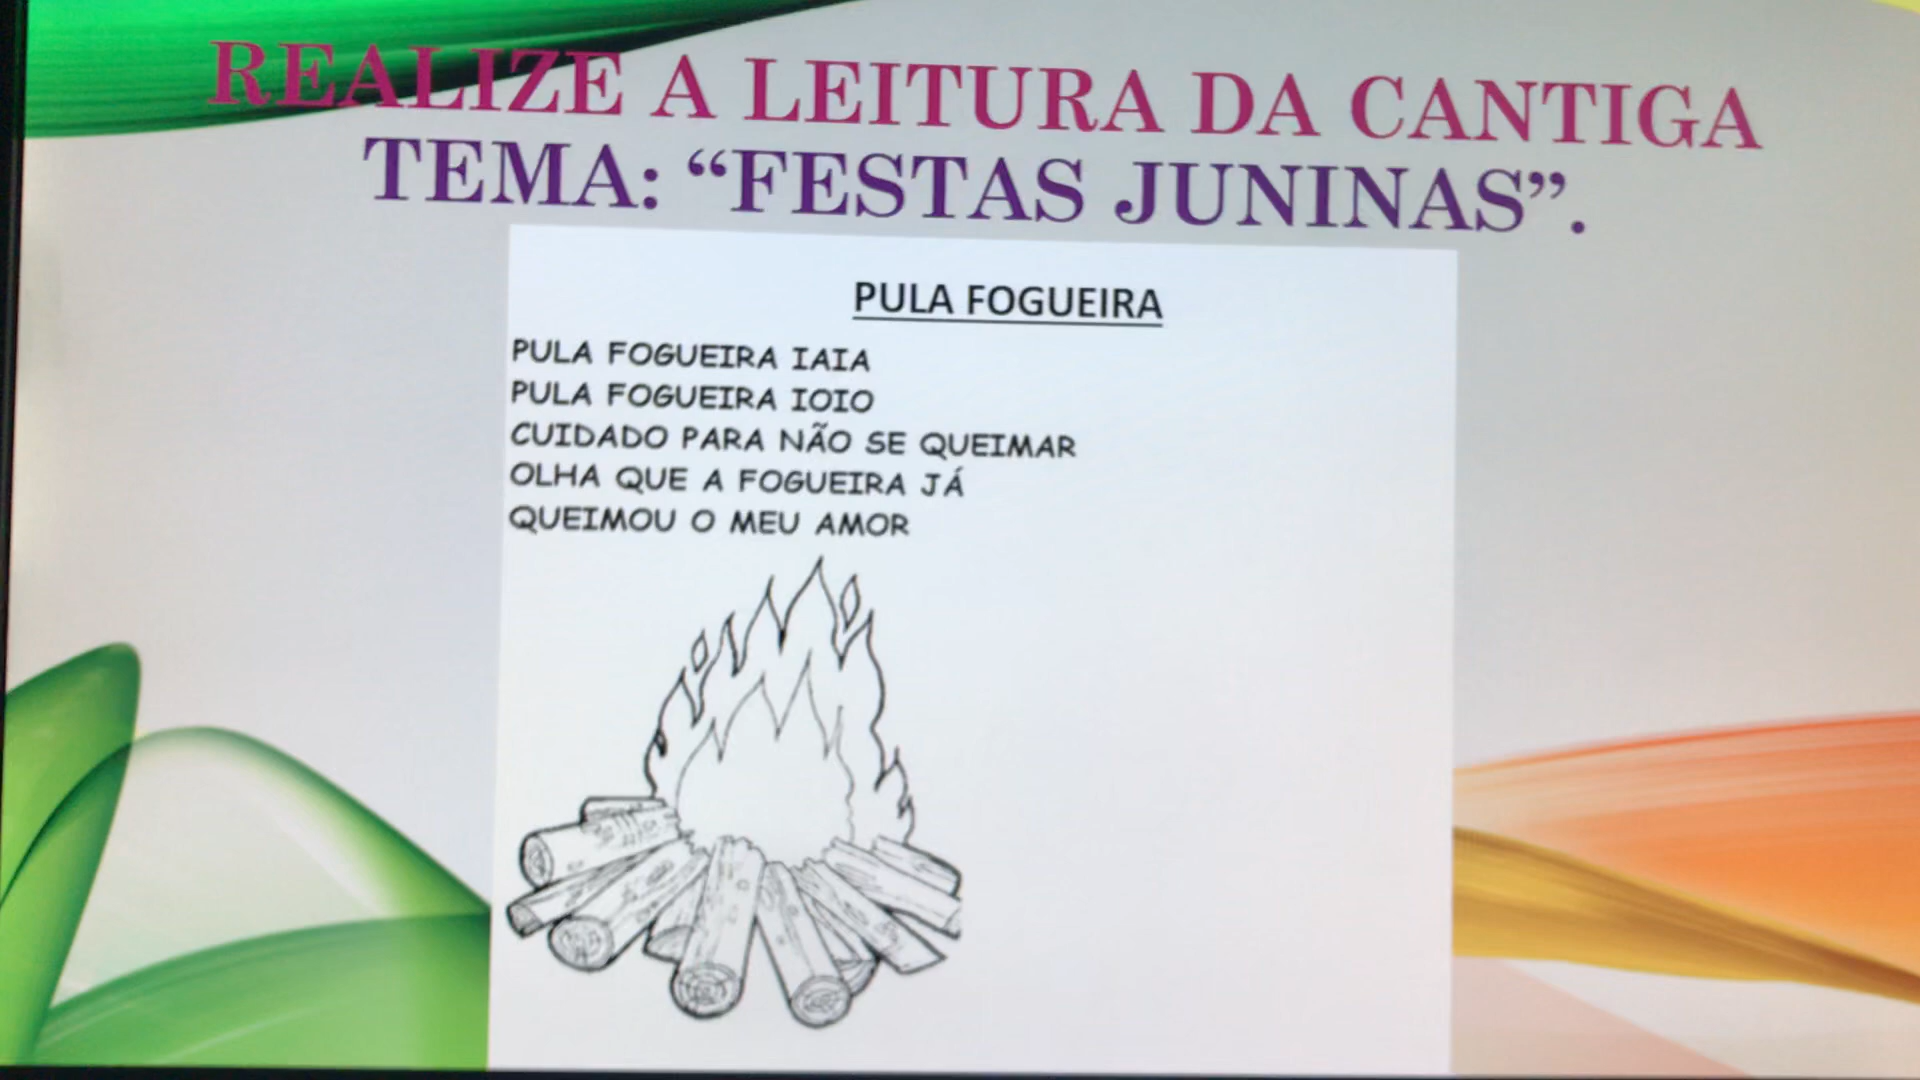 REALIZE A LEITURA DA CANTIGA
TEMA: “FESTAS JUNINAS”.
PULA FOGUEIRA
PULA FOGUEIRA IAIA
PULA FOGUEIRA IOIO
CUIDADO PARA NÃO SE QUEIMAR
OLHA QUE A FOGUEIRA JÁ
QUEIMOU O MEU AMOR